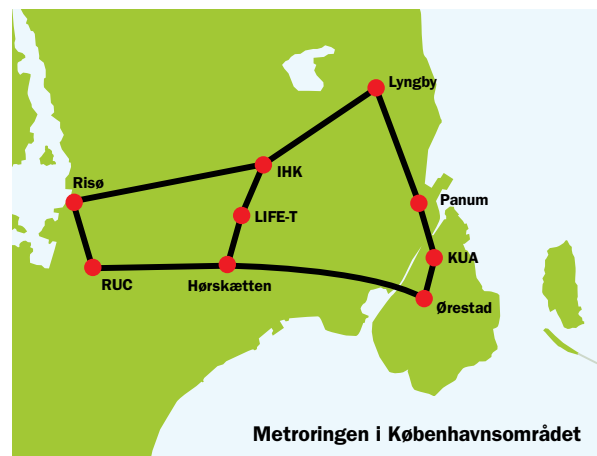 Lyngby
IHK
Risø
Panum
LIFE-T
KUA
RUC
Hørskætten
Ørestad
Metroringen i Københavnsområdet